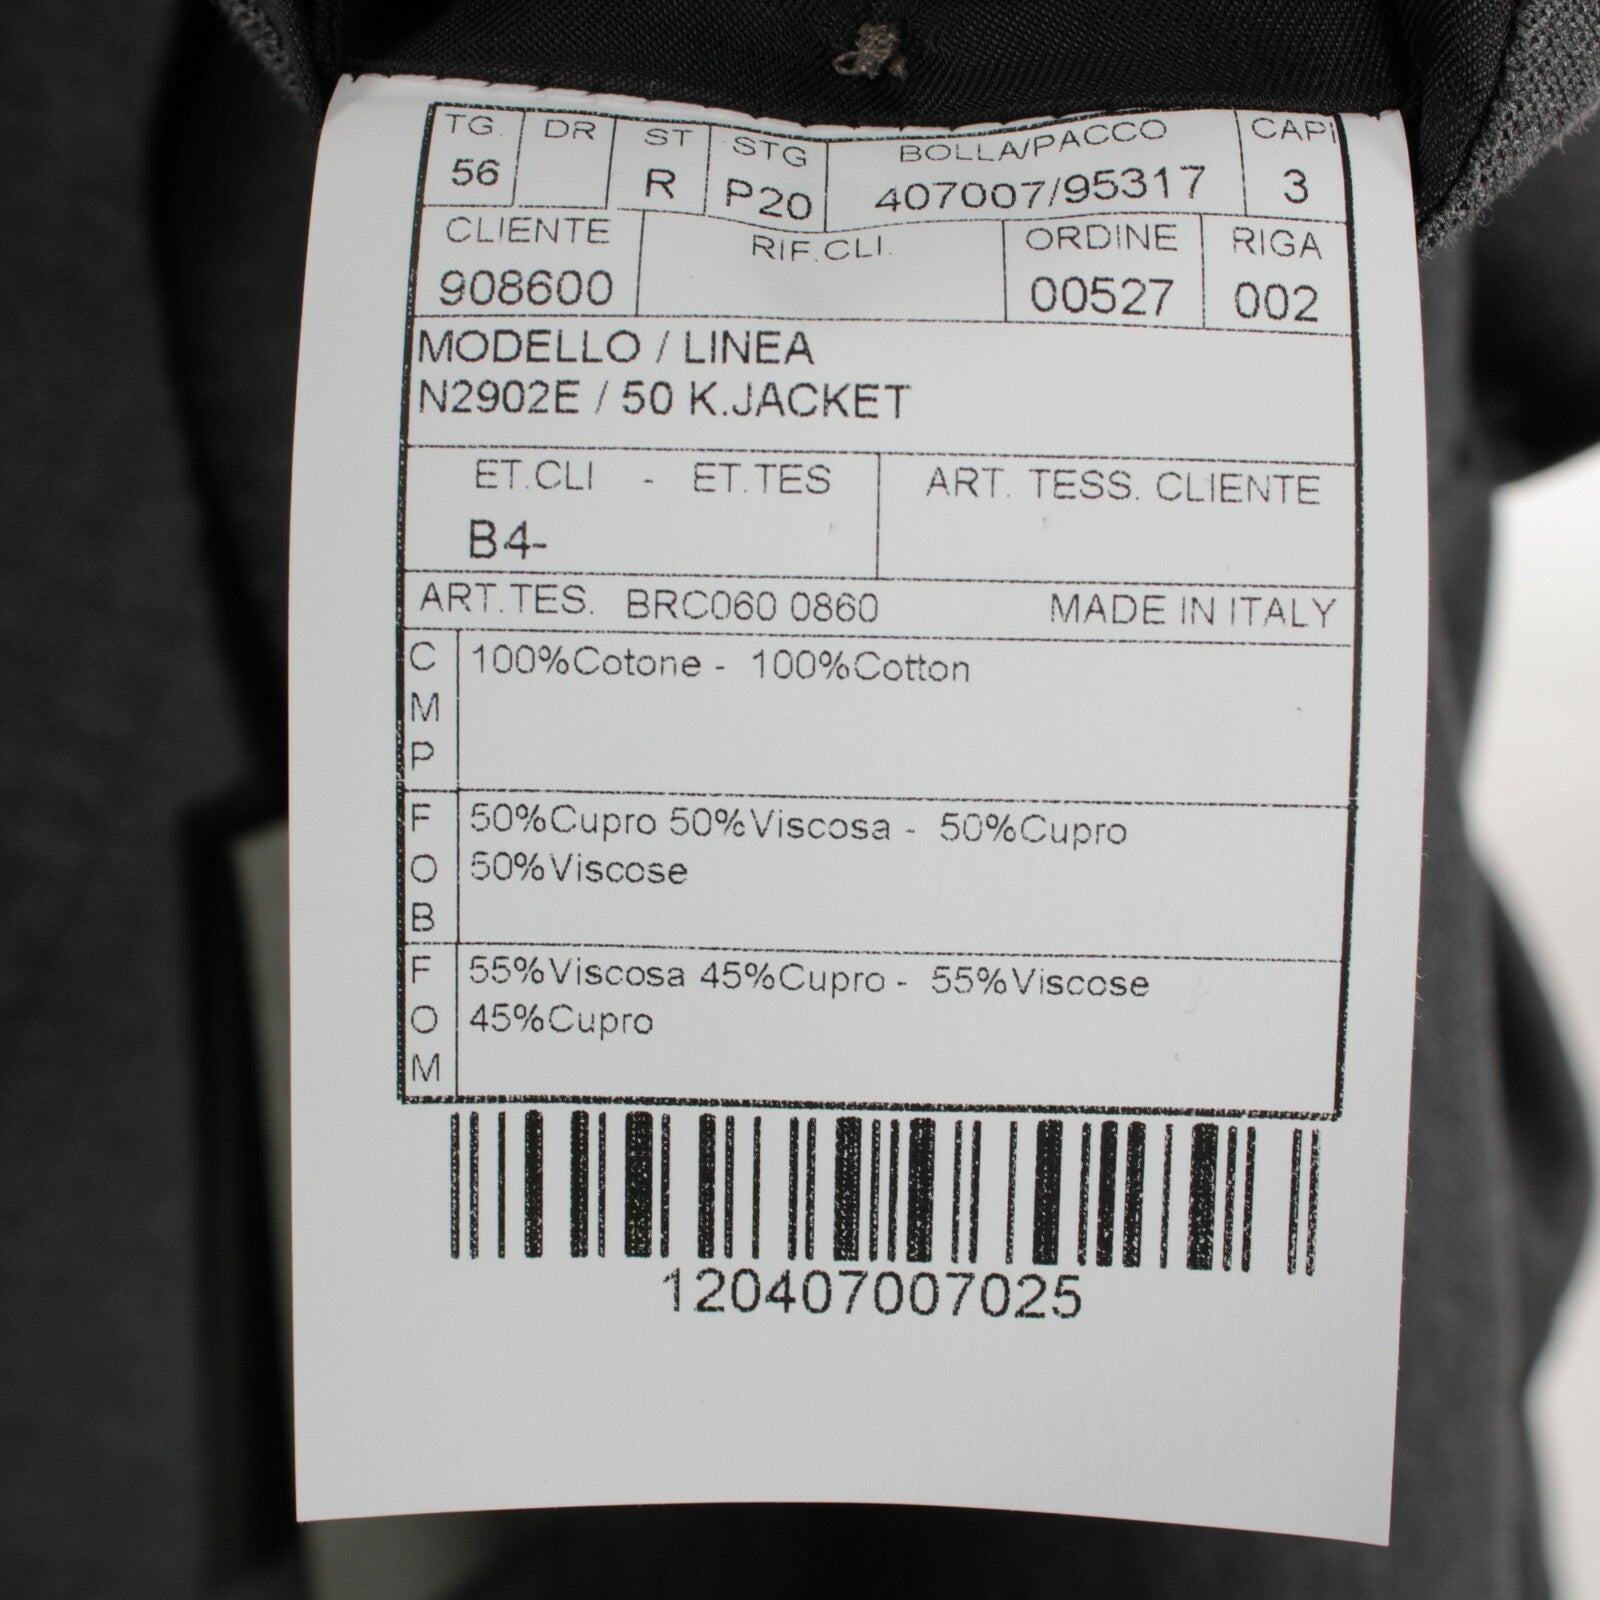 TG. DR ST STG BOLLA/PACCO CAPI
56 R P20 407007/95317 3
CLIENTE RIF.CLI. ORDINE RIGA
908600 00527 002
MODELLO / LINEA
N2902E / 50 K.JACKET
ET.CLI - ET.TES ART. TESS. CLIENTE
B4-
ART.TES. BRC060 0860 MADE IN ITALY
CMP 100%Cotone - 100%Cotton
FOB 50%Cupro 50%Viscosa - 50%Cupro
50%Viscose
FOM 55%Viscosa 45%Cupro - 55%Viscose
45%Cupro
120407007025